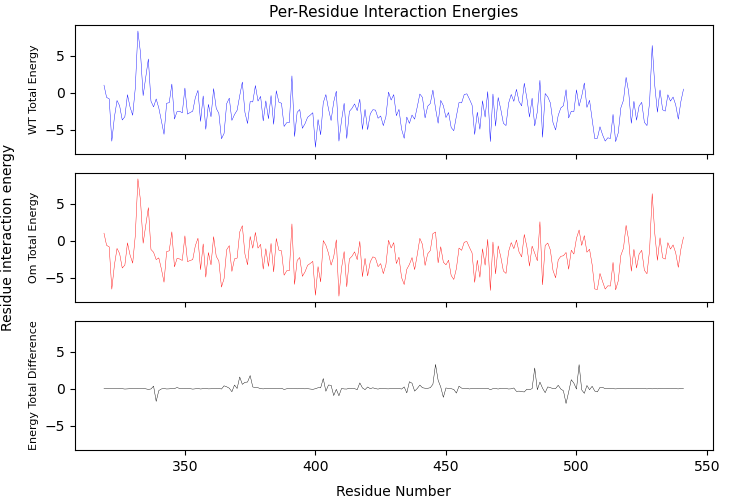 Per-Residue Interaction Energies
Residue interaction energy
WT Total Energy
5
0
−5
Om Total Energy
5
0
−5
Energy Total Difference
5
0
−5
350
400
450
500
550
Residue Number